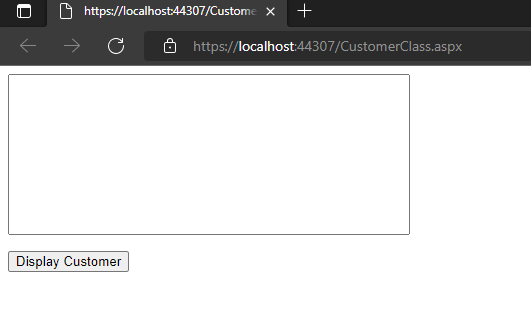 https://localhost:44307/Custome
https://localhost:44307/CustomerClass.aspx
Display Customer